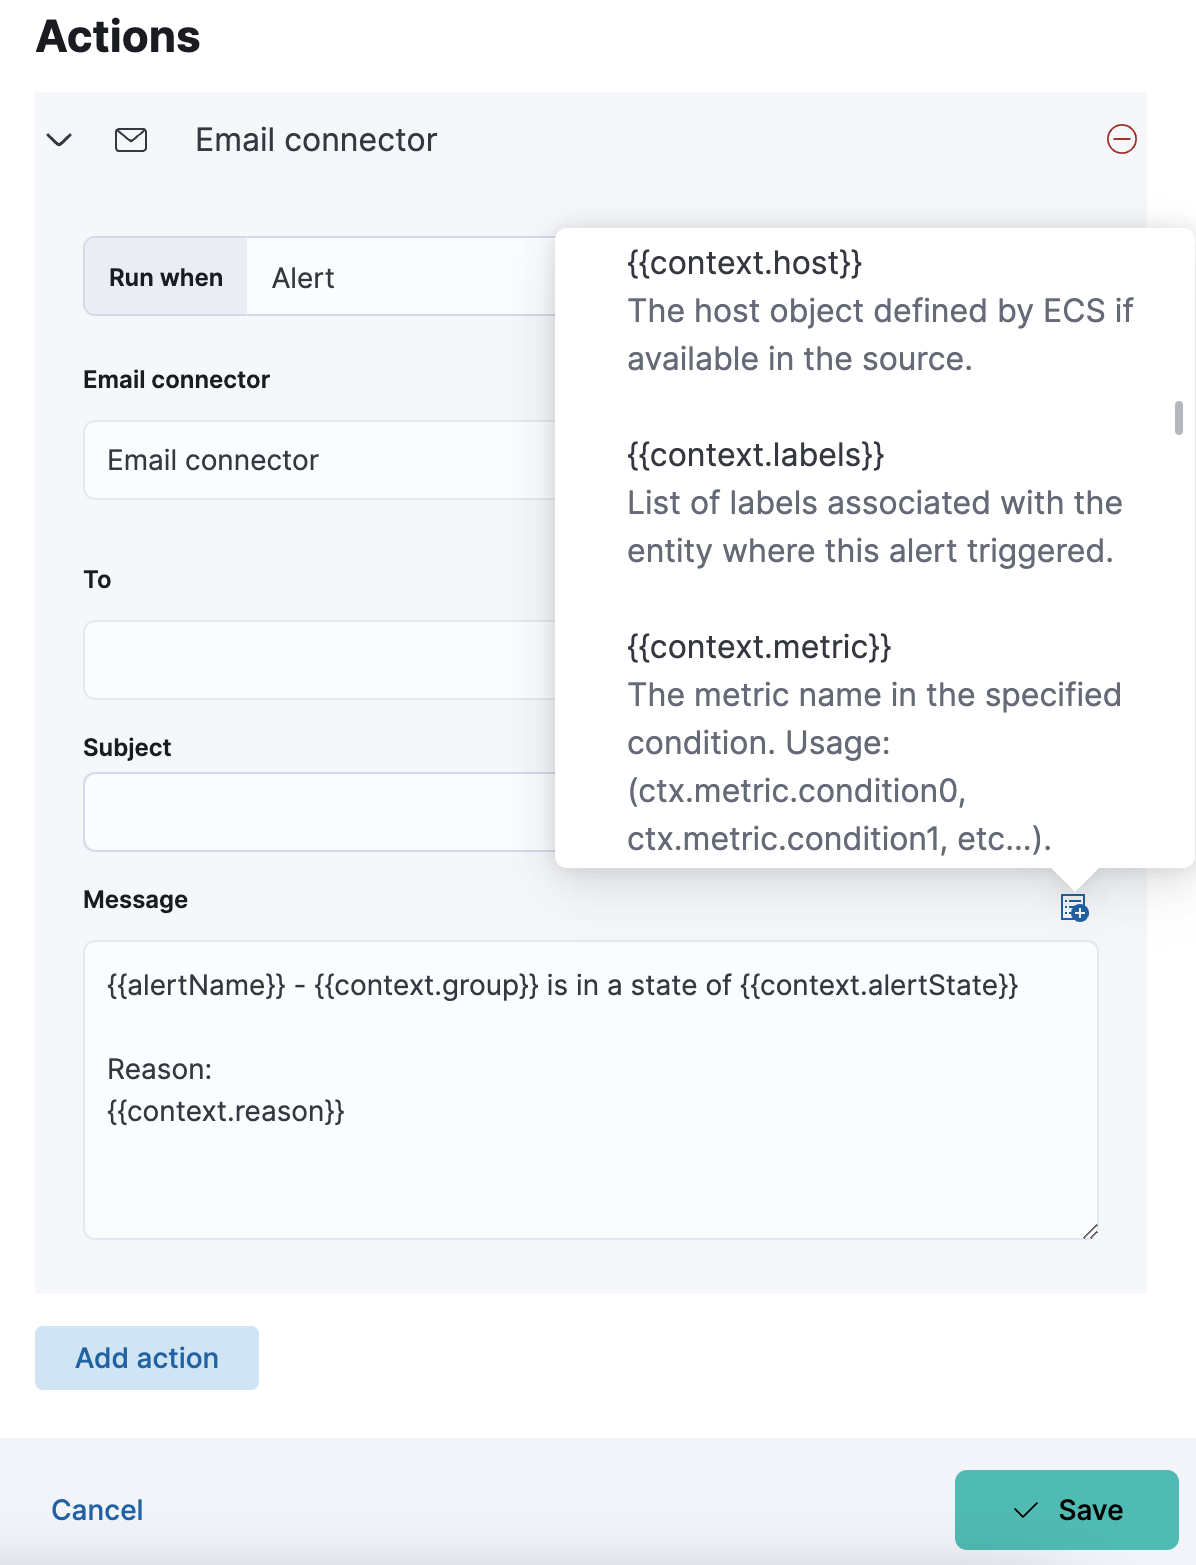 Actions
Email connector
Run when
Alert
Email connector
Email connector
To
Subject
{{context.host}}
The host object defined by ECS if
available in the source.
{{context.labels}}
List of labels associated with the
entity where this alert triggered.
{{context.metric}}
The metric name in the specified
condition. Usage:
(ctx.metric.condition0,
ctx.metric.condition1, etc...).
Message
{{alertName}} - {{context.group}} is in a state of {{context.alertState}}
Reason:
{{context.reason}}
Add action
Cancel
Save